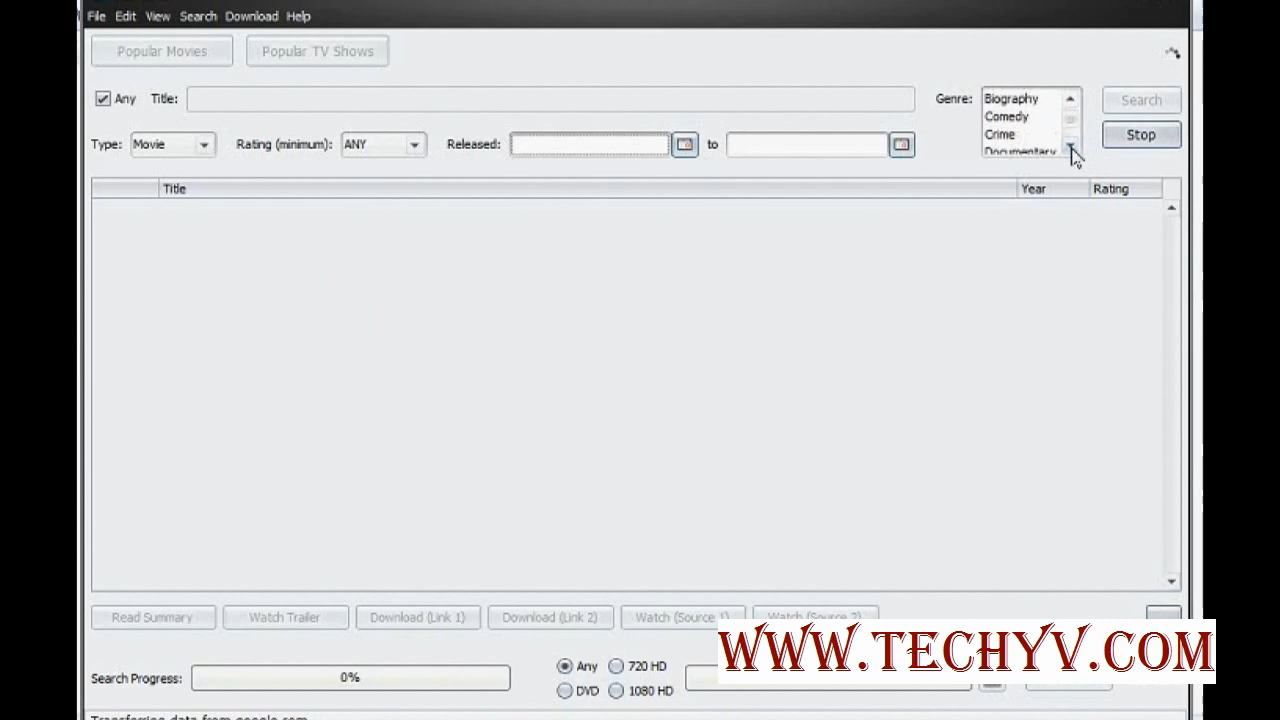 File Edit View Search Download Help
Popular Movies Popular TV Shows
Any Title: Genre: Biography Search
Comedy
Crime Stop
Documentary
Type: Movie Rating (minimum): ANY Released: to
Title Year Rating
Read Summary Watch Trailer Download (Link 1) Download (Link 2) Watch (Source 1) Watch (Source 2)
WWW.TECHYV.COM
Any 720 HD
Search Progress: 0%
DVD 1080 HD
Transferring data from google.com